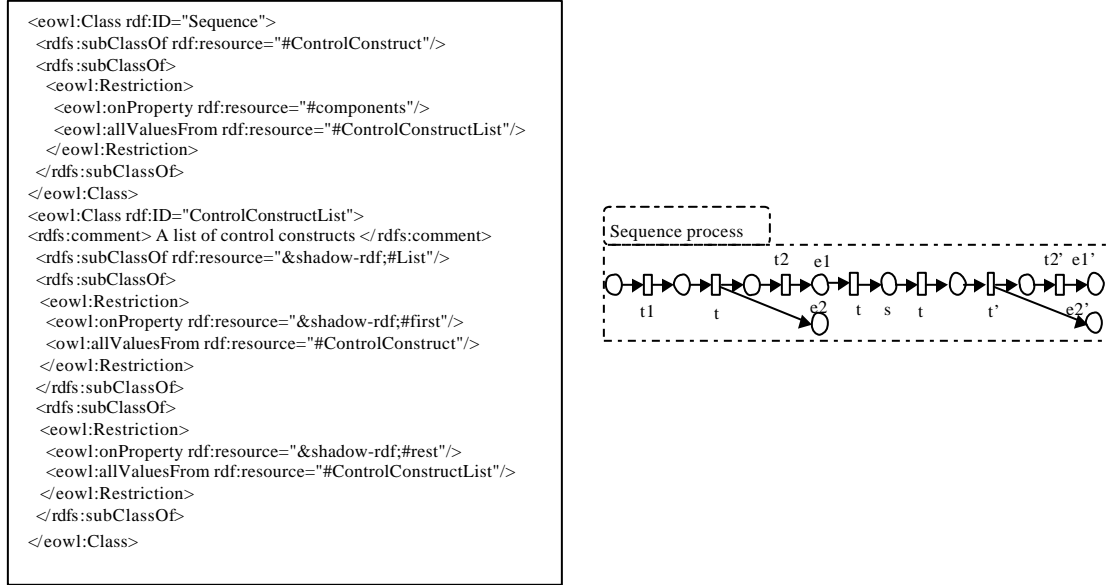 <eowl:Class rdf:ID="Sequence">
<rdfs:subClassOf rdf:resource="#ControlConstruct"/>
<rdfs:subClassOf>
<eowl:Restriction>
<eowl:onProperty rdf:resource="#components"/>
<eowl:allValuesFrom rdf:resource="#ControlConstructList"/>
</eowl:Restriction>
</rdfs:subClassOf>
</eowl:Class>
<eowl:Class rdf:ID="ControlConstructList">
<rdfs:comment> A list of control constructs </rdfs:comment>
<rdfs:subClassOf rdf:resource="&shadow-rdf;#List"/>
<rdfs:subClassOf>
<eowl:Restriction>
<eowl:onProperty rdf:resource="&shadow-rdf;#first"/>
<owl:allValuesFrom rdf:resource="#ControlConstruct"/>
</eowl:Restriction>
</rdfs:subClassOf>
<rdfs:subClassOf>
<eowl:Restriction>
<eowl:onProperty rdf:resource="&shadow-rdf;#rest"/>
<eowl:allValuesFrom rdf:resource="#ControlConstructList"/>
</eowl:Restriction>
</rdfs:subClassOf>
</eowl:Class>
Sequence process
t2 e1 t2' e1'
t1 t e2 t s t t' e2'